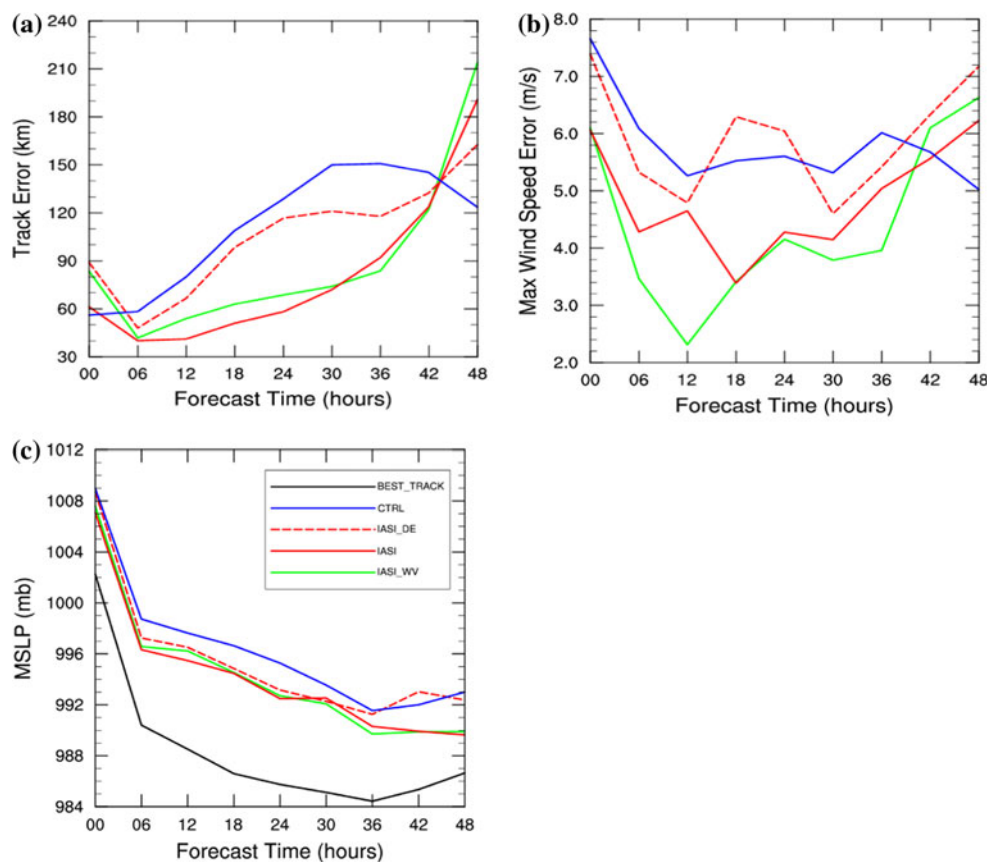 (a)
240
210
180
150
120
90
60
30
Track Error (km)
00 06 12 18 24 30 36 42 48
Forecast Time (hours)
(b)
8.0
7.0
6.0
5.0
4.0
3.0
2.0
Max Wind Speed Error (m/s)
00 06 12 18 24 30 36 42 48
Forecast Time (hours)
(c)
1012
1008
1004
1000
996
992
988
984
MSLP (mb)
BEST_TRACK
CTRL
IASI_DE
IASI
IASI_WV
00 06 12 18 24 30 36 42 48
Forecast Time (hours)